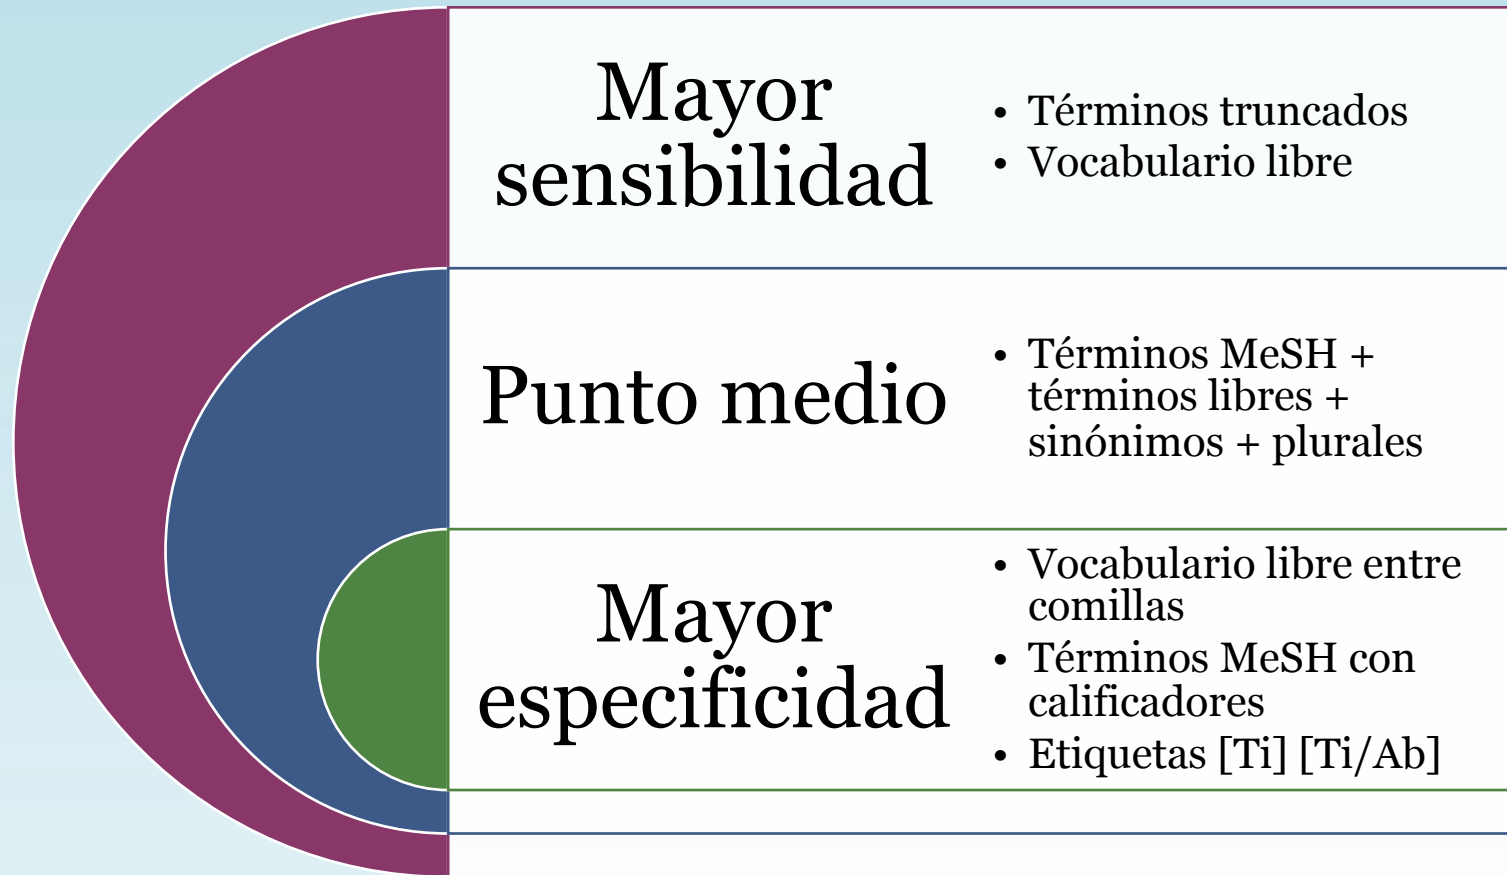 Mayor
sensibilidad
• Términos truncados
• Vocabulario libre
Punto medio
• Términos MeSH +
términos libres +
sinónimos + plurales
Mayor
especificidad
• Vocabulario libre entre
comillas
• Términos MeSH con
calificadores
• Etiquetas [Ti] [Ti/Ab]